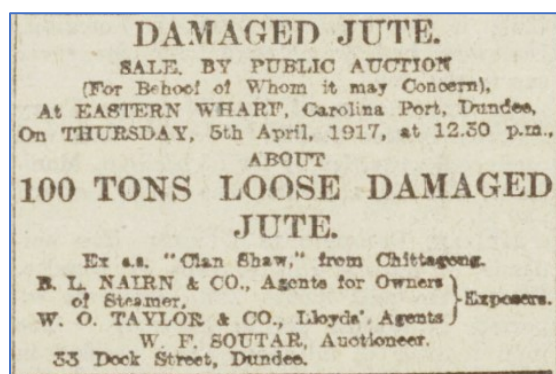 DAMAGED JUTE.
SALE. BY PUBLIC AUCTION
(For Behoof of Whom it may Concern),
At EASTERN WHARF, Carolina Port, Dundee,
On THURSDAY, 5th April, 1917, at 12.30 p.m.,
ABOUT
100 TONS LOOSE DAMAGED
JUTE.
Ex s.s. "Clan Shaw," from Chittagong.
B. L. NAIRN & CO., Agents for Owners
of Steamer,
Exposers.
W. O. TAYLOR & CO., Lloyds' Agents
W. F. SOUTAR, Auctioneer.
33 Dock Street, Dundee.